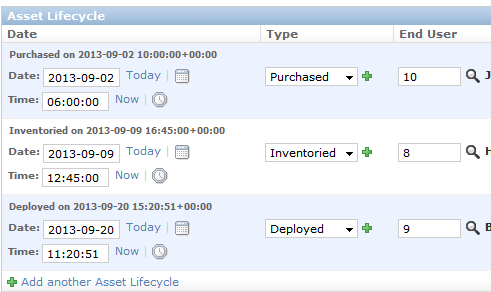 Asset Lifecycle
Date Type End User
Purchased on 2013-09-02 10:00:00+00:00
Date: 2013-09-02 Today Purchased 10 J
Time: 06:00:00 Now
Inventoried on 2013-09-09 16:45:00+00:00
Date: 2013-09-09 Today Inventoried 8
Time: 12:45:00 Now
Deployed on 2013-09-20 15:20:51+00:00
Date: 2013-09-20 Today Deployed 9
Time: 11:20:51 Now
Add another Asset Lifecycle